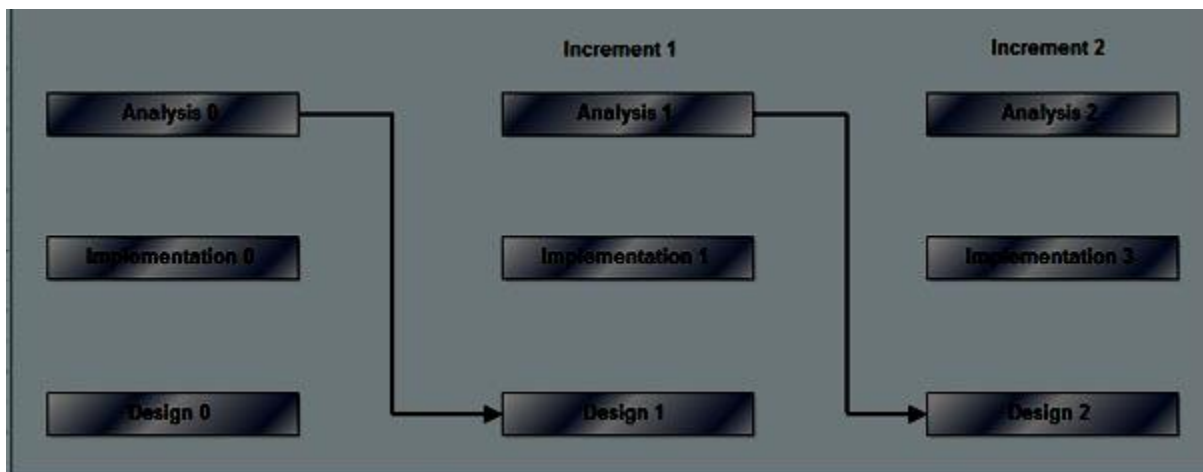 Increment 1
Increment 2
Analysis 0
Analysis 1
Analysis 2
Implementation 0
Implementation 1
Implementation 3
Design 0
Design 1
Design 2